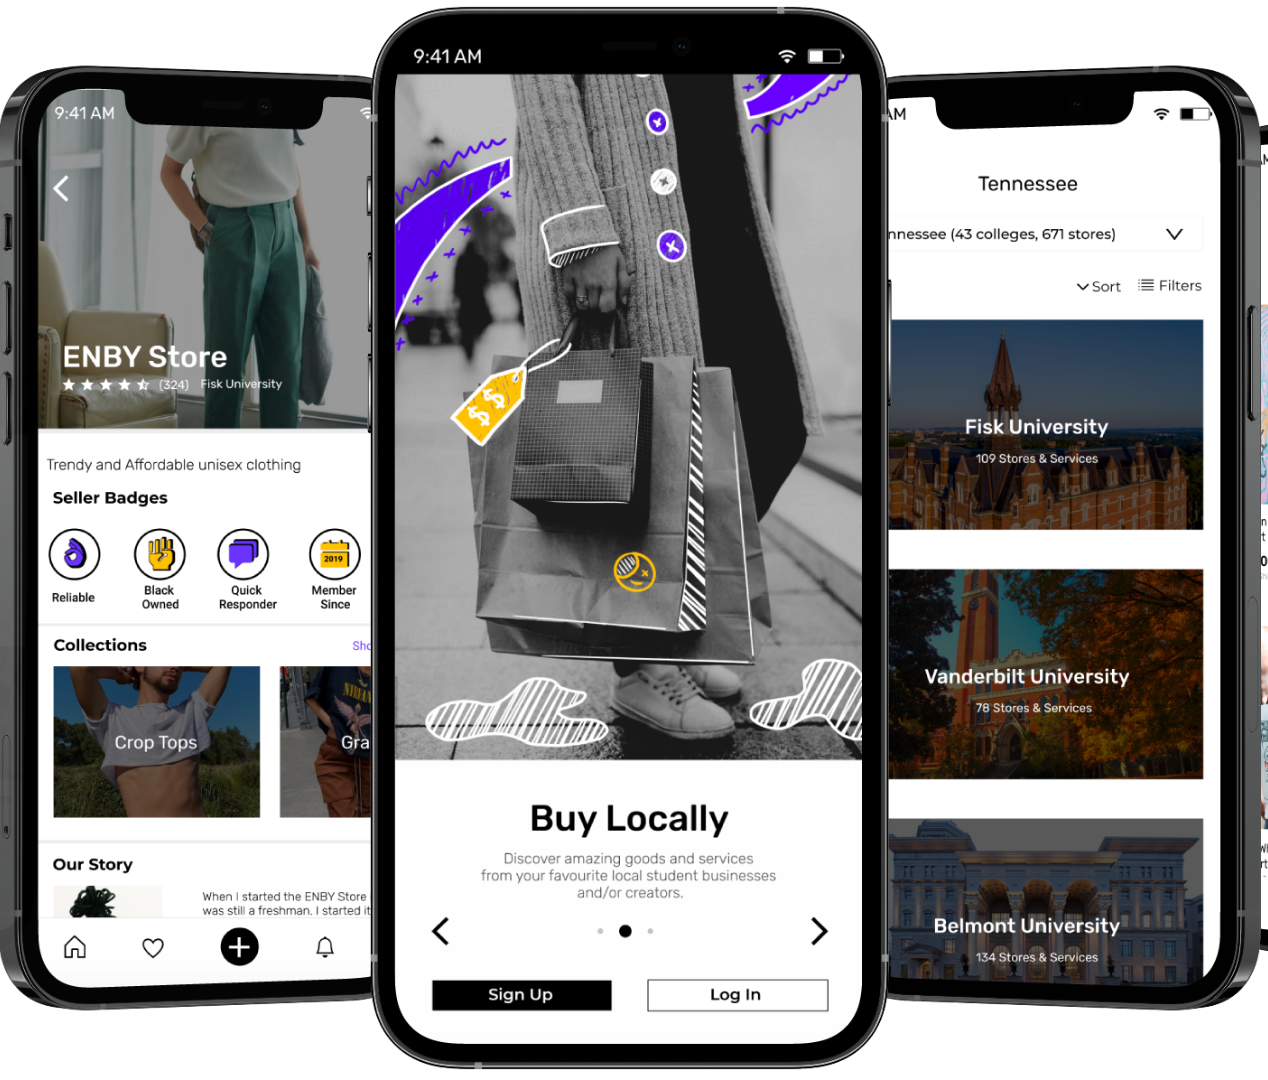 9:41 AM
ENBY Store
(324) Fisk University
Trendy and Affordable unisex clothing
Seller Badges
2019
Reliable
Black
Owned
Quick
Responder
Member
Since
Collections
Crop Tops
Our Story
When I started the ENBY Store
was still a freshman. I started it
9:41 AM
$$
Buy Locally
Discover amazing goods and services
from your favourite local student businesses
and/or creators.
Sign Up
Log In
AM
Tennessee
nnessee (43 colleges, 671 stores)
Sort
Filters
Fisk University
109 Stores & Services
Vanderbilt University
78 Stores & Services
Belmont University
134 Stores & Services